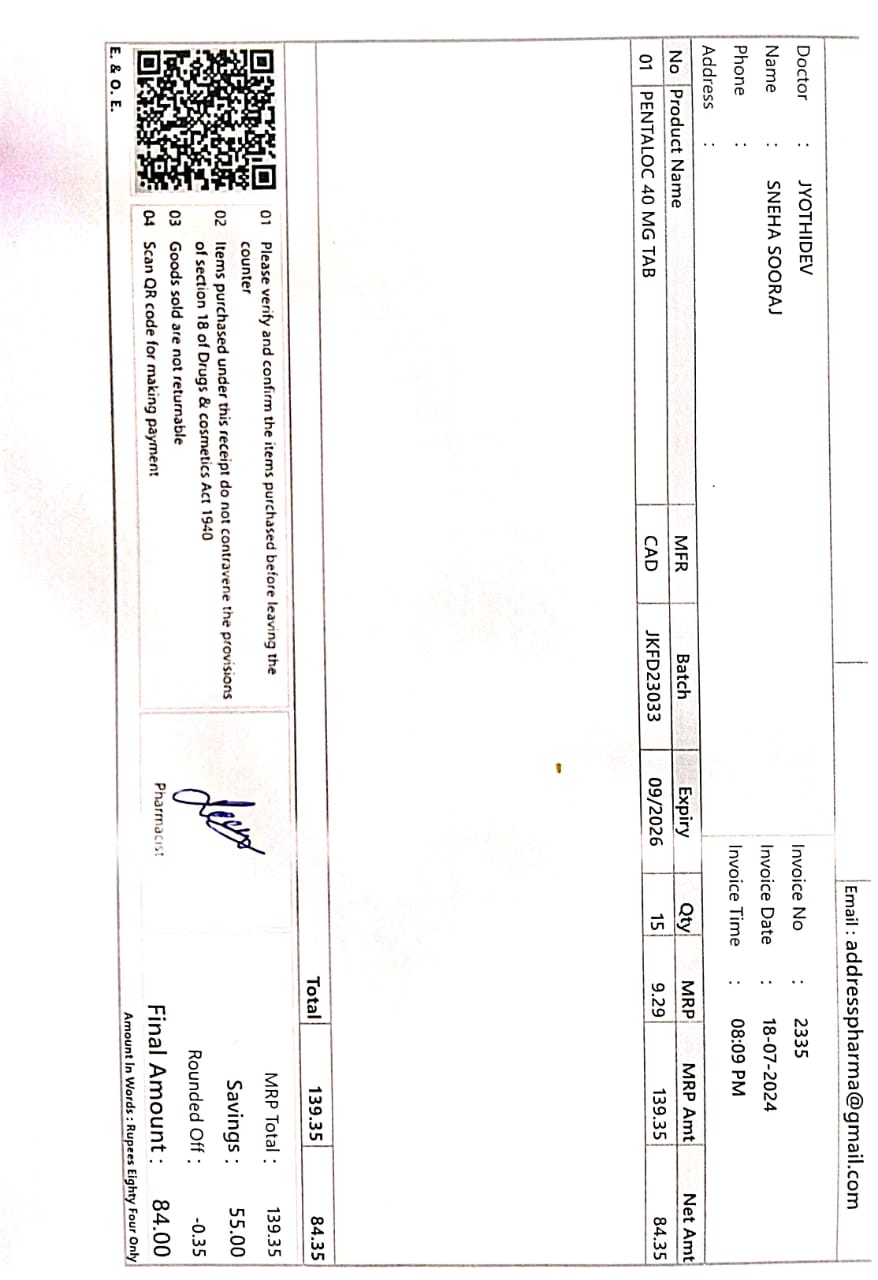 Email : addresspharma@gmail.com
Doctor : JYOTHIDEV
Name : SNEHA SOORAJ
Phone :
Address :
Invoice No : 2335
Invoice Date : 18-07-2024
Invoice Time : 08:09 PM
No Product Name MFR Batch Expiry Qty MRP MRP Amt Net Amt
01 PENTALOC 40 MG TAB CAD JKFD23033 09/2026 15 9.29 139.35 84.35
Total 139.35 84.35
01 Please verify and confirm the items purchased before leaving the
counter
02 Items purchased under this receipt do not contravene the provisions
of section 18 of Drugs & cosmetics Act 1940
03 Goods sold are not returnable
04 Scan QR code for making payment
E. & O. E.
Pharmacist
MRP Total : 139.35
Savings : 55.00
Rounded Off : -0.35
Final Amount : 84.00
Amount In Words : Rupees Eighty Four Only